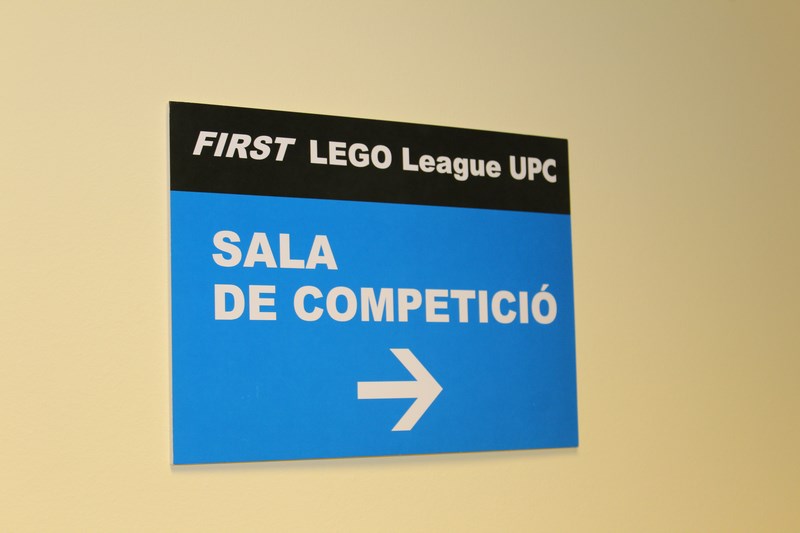 FIRST LEGO League UPC
SALA
DE COMPETICIÓ